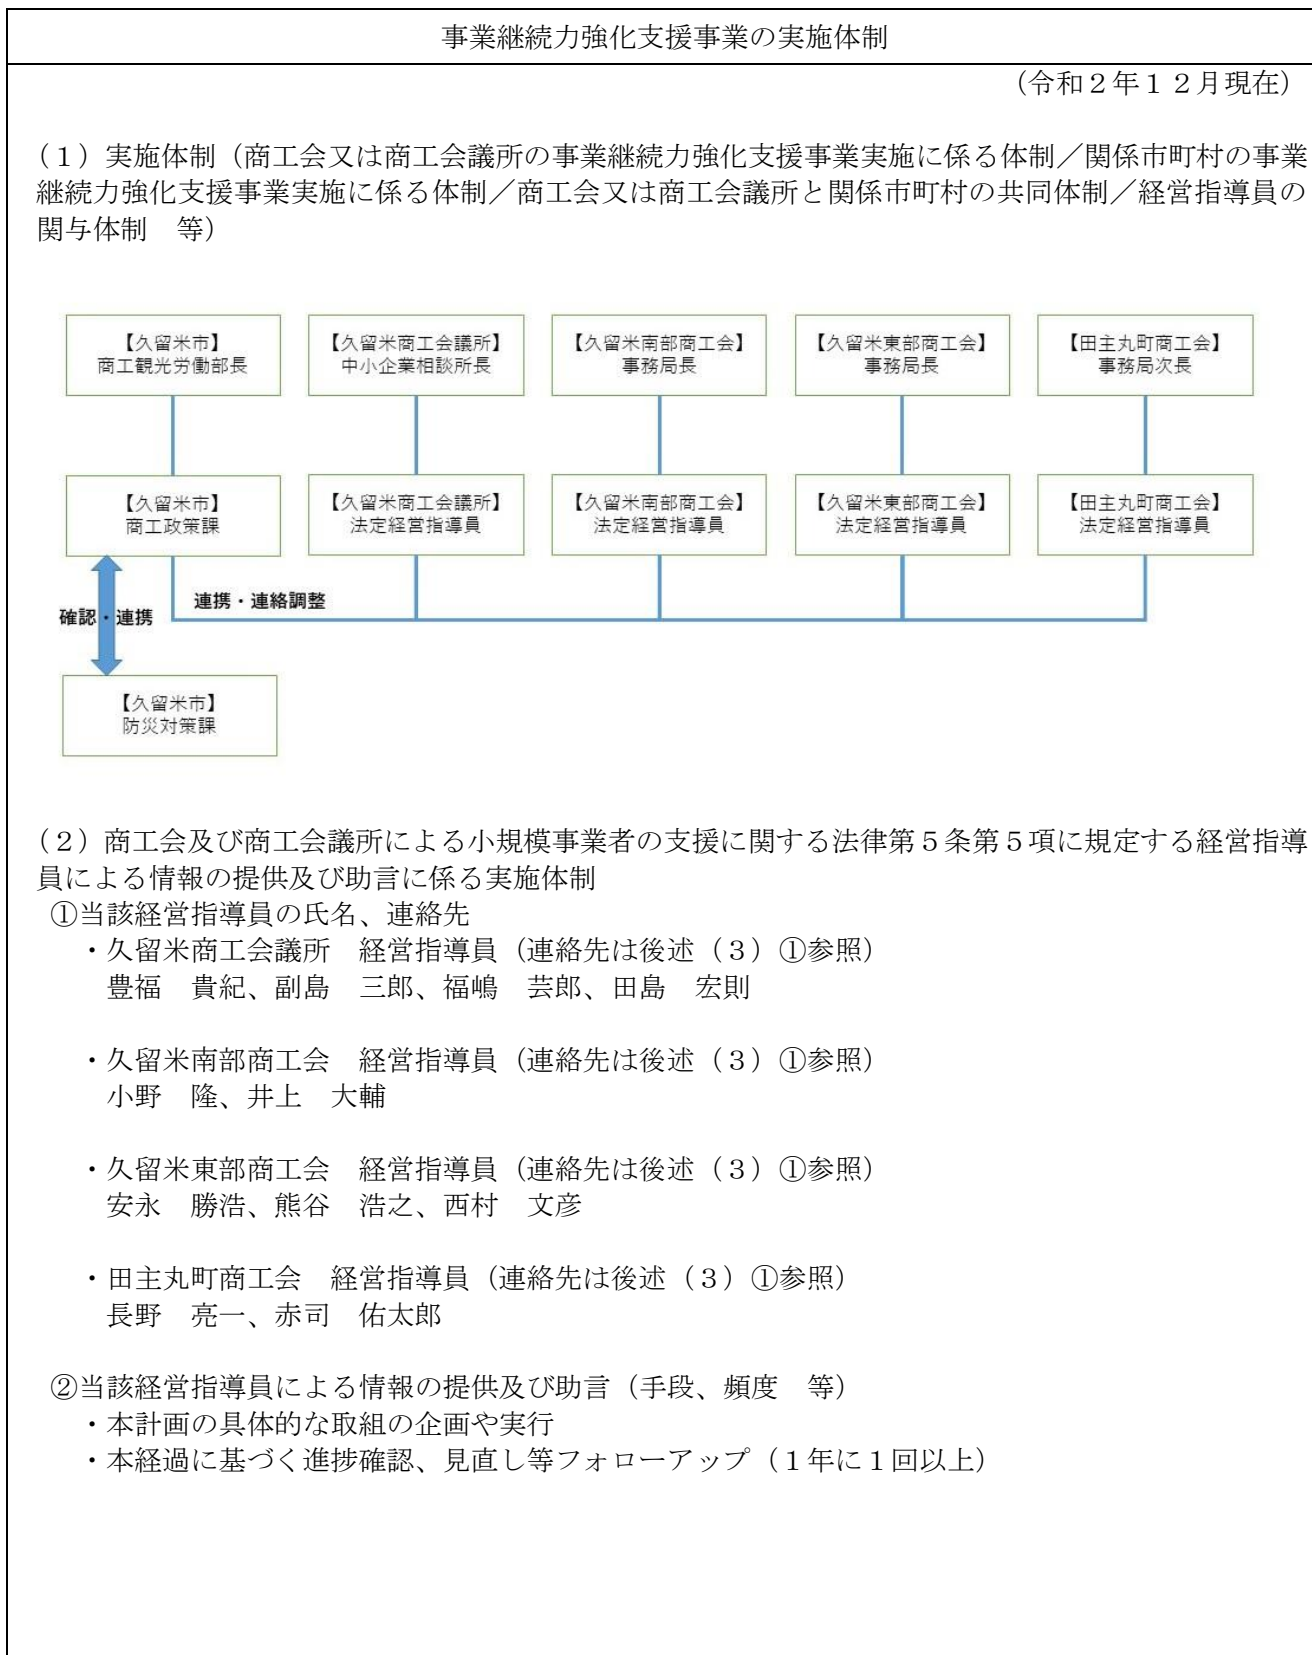 事業継続力強化支援事業の実施体制
（令和２年１２月現在）
（１）実施体制（商工会又は商工会議所の事業継続力強化支援事業実施に係る体制／関係市町村の事業
継続力強化支援事業実施に係る体制／商工会又は商工会議所と関係市町村の共同体制／経営指導員の
関与体制　等）
【久留米市】
商工観光労働部長
【久留米商工会議所】
中小企業相談所長
【久留米南部商工会】
事務局長
【久留米東部商工会】
事務局長
【田主丸町商工会】
事務局次長
【久留米市】
商工政策課
【久留米商工会議所】
法定経営指導員
【久留米南部商工会】
法定経営指導員
【久留米東部商工会】
法定経営指導員
【田主丸町商工会】
法定経営指導員
連携・連絡調整
確認・連携
【久留米市】
防災対策課
（２）商工会及び商工会議所による小規模事業者の支援に関する法律第５条第５項に規定する経営指導
員による情報の提供及び助言に係る実施体制
①当該経営指導員の氏名、連絡先
・久留米商工会議所　経営指導員（連絡先は後述（３）①参照）
豊福　貴紀、副島　三郎、福嶋　芸郎、田島　宏則
・久留米南部商工会　経営指導員（連絡先は後述（３）①参照）
小野　隆、井上　大輔
・久留米東部商工会　経営指導員（連絡先は後述（３）①参照）
安永　勝浩、熊谷　浩之、西村　文彦
・田主丸町商工会　経営指導員（連絡先は後述（３）①参照）
長野　亮一、赤司　佑太郎
②当該経営指導員による情報の提供及び助言（手段、頻度　等）
・本計画の具体的な取組の企画や実行
・本経過に基づく進捗確認、見直し等フォローアップ（１年に１回以上）